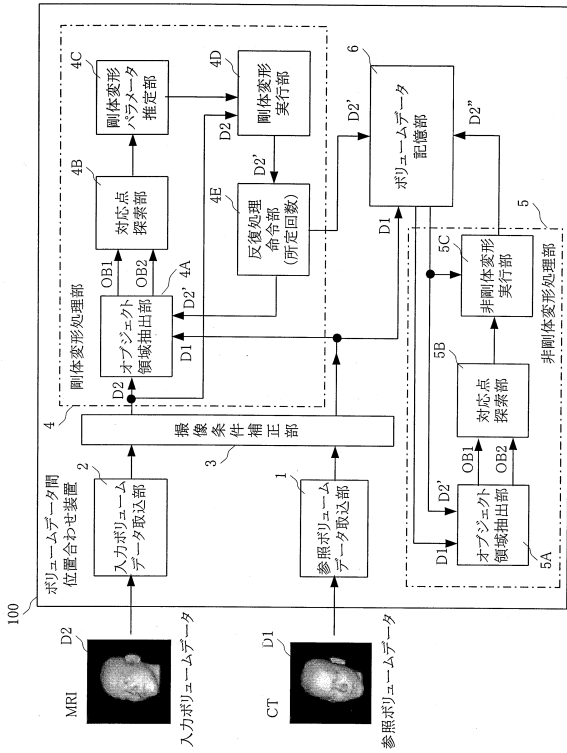 100
ボリュームデータ間
位置合わせ装置
MRI
D2
入力ボリュームデータ
CT
D1
参照ボリュームデータ
2
入力ボリューム
データ取込部
1
参照ボリューム
データ取込部
3
撮像条件補正部
4
剛体変形処理部
D2
D1
D2'
オブジェクト
領域抽出部
4A
OB1
OB2
4B
対応点
探索部
4C
剛体変形
パラメータ
推定部
4D
剛体変形
実行部
D2
D2'
4E
反復処理
命令部
(所定回数)
D2'
D1
6
ボリュームデータ
記憶部
D2"
5
非剛体変形処理部
D1
D2'
オブジェクト
領域抽出部
5A
OB1
OB2
5B
対応点
探索部
5C
非剛体変形
実行部